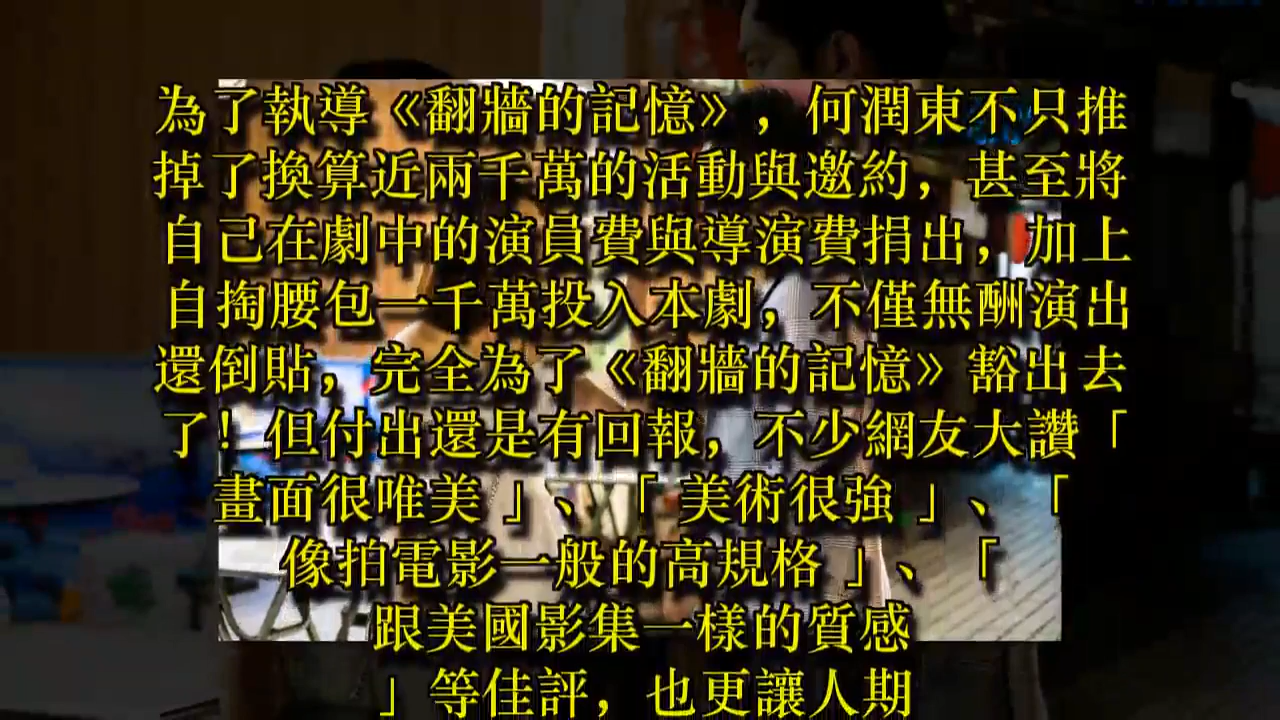 為了執導《翻牆的記憶》，何潤東不只推
掉了換算近兩千萬的活動與邀約，甚至將
自己在劇中的演員費與導演費捐出，加上
自掏腰包一千萬投入本劇，不僅無酬演出
還倒貼，完全為了《翻牆的記憶》豁出去
了！但付出還是有回報，不少網友大讚「
畫面很唯美 」、「 美術很強 」、「
像拍電影一般的高規格 」、「
跟美國影集一樣的質感
」等佳評，也更讓人期